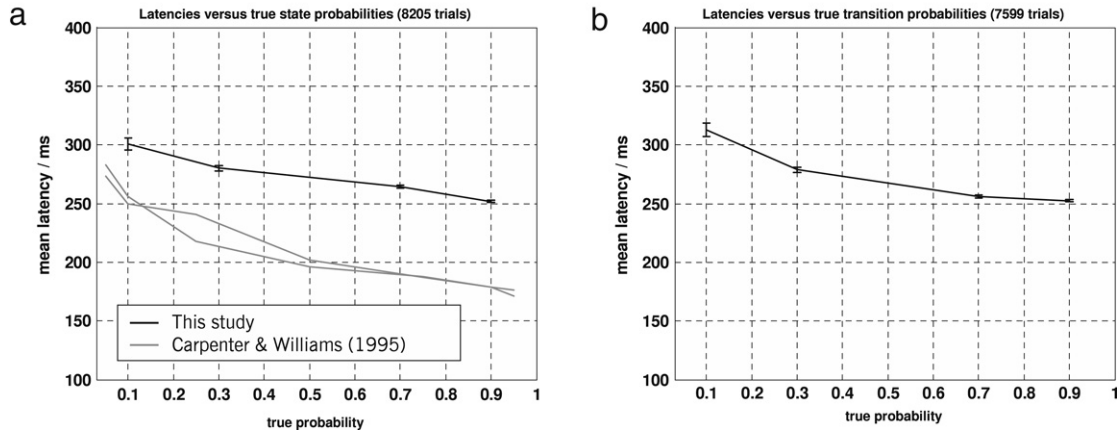 a
Latencies versus true state probabilities (8205 trials)
400
350
300
250
200
150
100
mean latency / ms
This study
Carpenter & Williams (1995)
0.1 0.2 0.3 0.4 0.5 0.6 0.7 0.8 0.9 1
true probability
b
Latencies versus true transition probabilities (7599 trials)
400
350
300
250
200
150
100
mean latency / ms
0.1 0.2 0.3 0.4 0.5 0.6 0.7 0.8 0.9 1
true probability